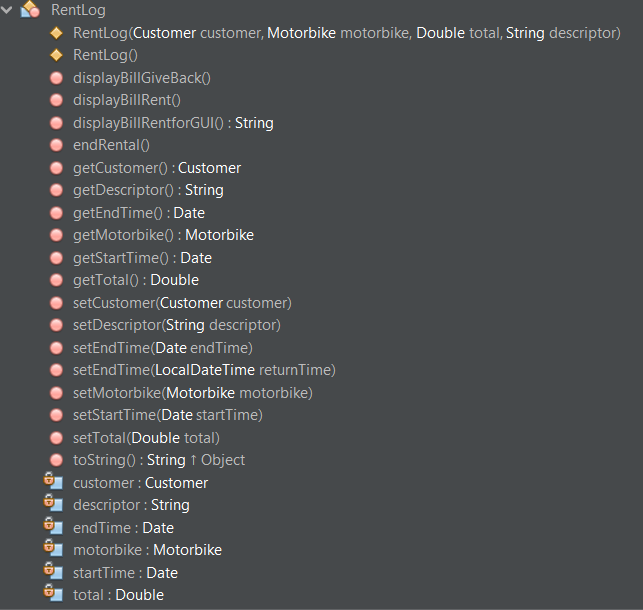 RentLog
RentLog(Customer customer, Motorbike motorbike, Double total, String descriptor)
RentLog()
displayBillGiveBack()
displayBillRent()
displayBillRentforGUI() : String
endRental()
getCustomer() : Customer
getDescriptor() : String
getEndTime() : Date
getMotorbike() : Motorbike
getStartTime() : Date
getTotal() : Double
setCustomer(Customer customer)
setDescriptor(String descriptor)
setEndTime(Date endTime)
setEndTime(LocalDateTime returnTime)
setMotorbike(Motorbike motorbike)
setStartTime(Date startTime)
setTotal(Double total)
toString() : String ↑ Object
customer : Customer
descriptor : String
endTime : Date
motorbike : Motorbike
startTime : Date
total : Double